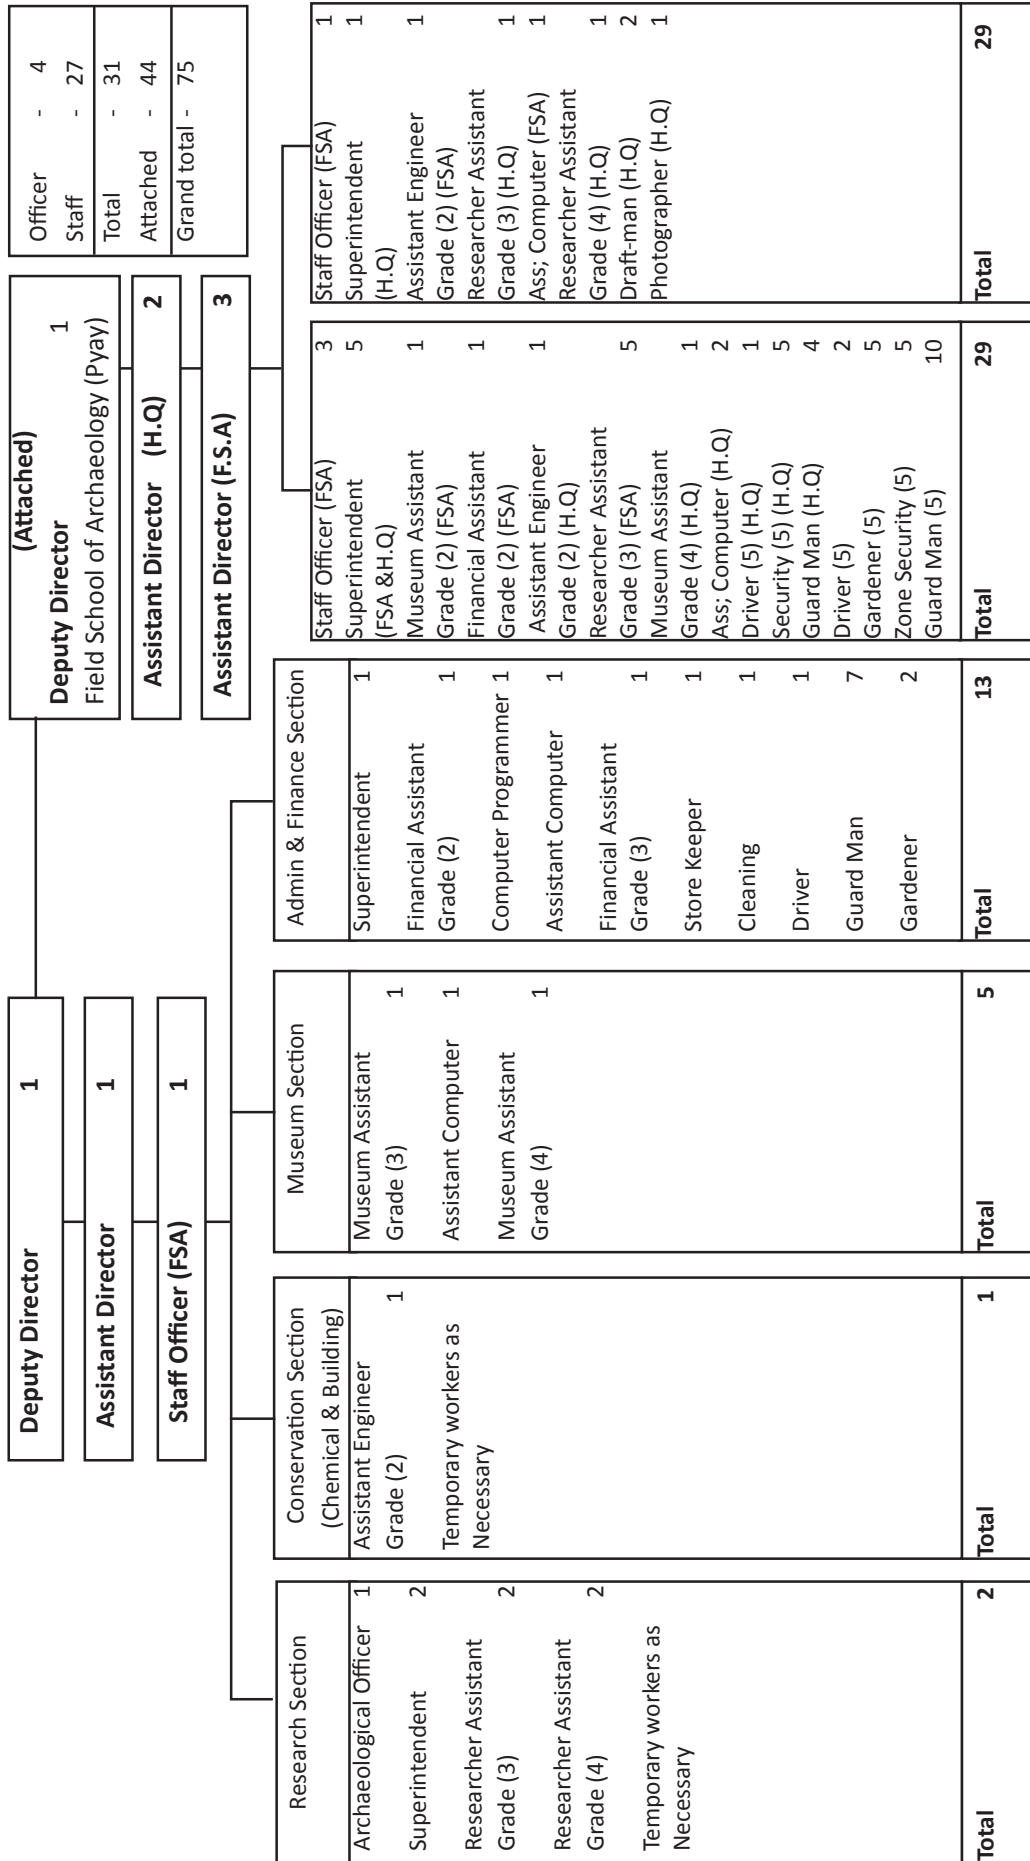 Deputy Director 1
Assistant Director 1
Staff Officer (FSA) 1
(Attached)
Deputy Director 1
Field School of Archaeology (Pyay)
Assistant Director (H.Q) 2
Assistant Director (F.S.A) 3
Officer - 4
Staff - 27
Total - 31
Attached - 44
Grand total - 75
Research Section
Archaeological Officer 1
Superintendent 2
Researcher Assistant
Grade (3) 2
Researcher Assistant
Grade (4) 2
Temporary workers as
Necessary
Total 2
Conservation Section
(Chemical & Building)
Assistant Engineer
Grade (2) 1
Temporary workers as
Necessary
Total 1
Museum Section
Museum Assistant
Grade (3) 1
Assistant Computer 1
Museum Assistant
Grade (4) 1
Total 5
Admin & Finance Section
Superintendent 1
Financial Assistant
Grade (2) 1
Computer Programmer 1
Assistant Computer 1
Financial Assistant
Grade (3) 1
Store Keeper 1
Cleaning 1
Driver 1
Guard Man 7
Gardener 2
Total 13
Staff Officer (FSA) 3
Superintendent 5
(FSA &H.Q)
Museum Assistant 1
Grade (2) (FSA)
Financial Assistant 1
Grade (2) (FSA)
Assistant Engineer 1
Grade (2) (H.Q)
Researcher Assistant
Grade (3) (FSA) 5
Museum Assistant
Grade (4) (H.Q) 1
Ass; Computer (H.Q) 2
Driver (5) (H.Q) 1
Security (5) (H.Q) 5
Guard Man (H.Q) 4
Driver (5) 2
Gardener (5) 5
Zone Security (5) 5
Guard Man (5) 10
Total 29
Staff Officer (FSA) 1
Superintendent 1
(H.Q)
Assistant Engineer 1
Grade (2) (FSA)
Researcher Assistant
Grade (3) (H.Q) 1
Ass; Computer (FSA) 1
Researcher Assistant
Grade (4) (H.Q) 1
Draft-man (H.Q) 2
Photographer (H.Q) 1
Total 29